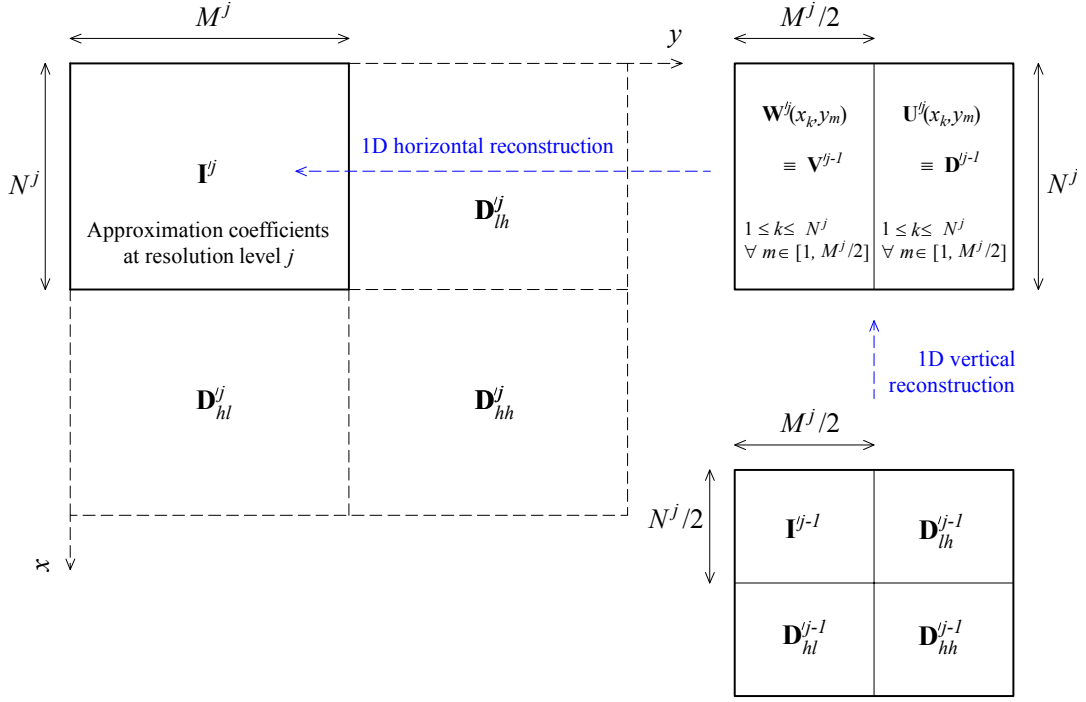 M^j
y
N^j
I'^j
Approximation coefficients
at resolution level j
1D horizontal reconstruction
D'^j_lh
D'^j_hl
D'^j_hh
x
M^j/2
W'^j(x_k,y_m)
≡ V'^j-1
1 ≤ k ≤ N^j
∀ m ∈ [1, M^j/2]
U'^j(x_k,y_m)
≡ D'^j-1
1 ≤ k ≤ N^j
∀ m ∈ [1, M^j/2]
N^j
1D vertical
reconstruction
M^j/2
N^j/2
I'^j-1
D'^j-1_lh
D'^j-1_hl
D'^j-1_hh